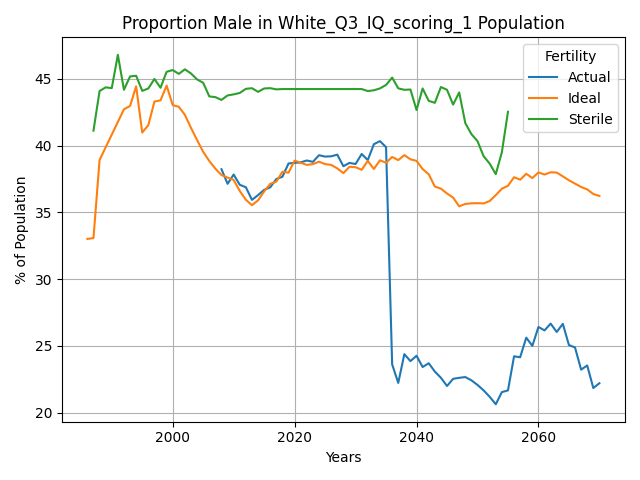 Proportion Male in White_Q3_IQ_scoring_1 Population
Fertility
Actual
Ideal
Sterile
% of Population
45
40
35
30
25
20
2000
2020
2040
2060
Years